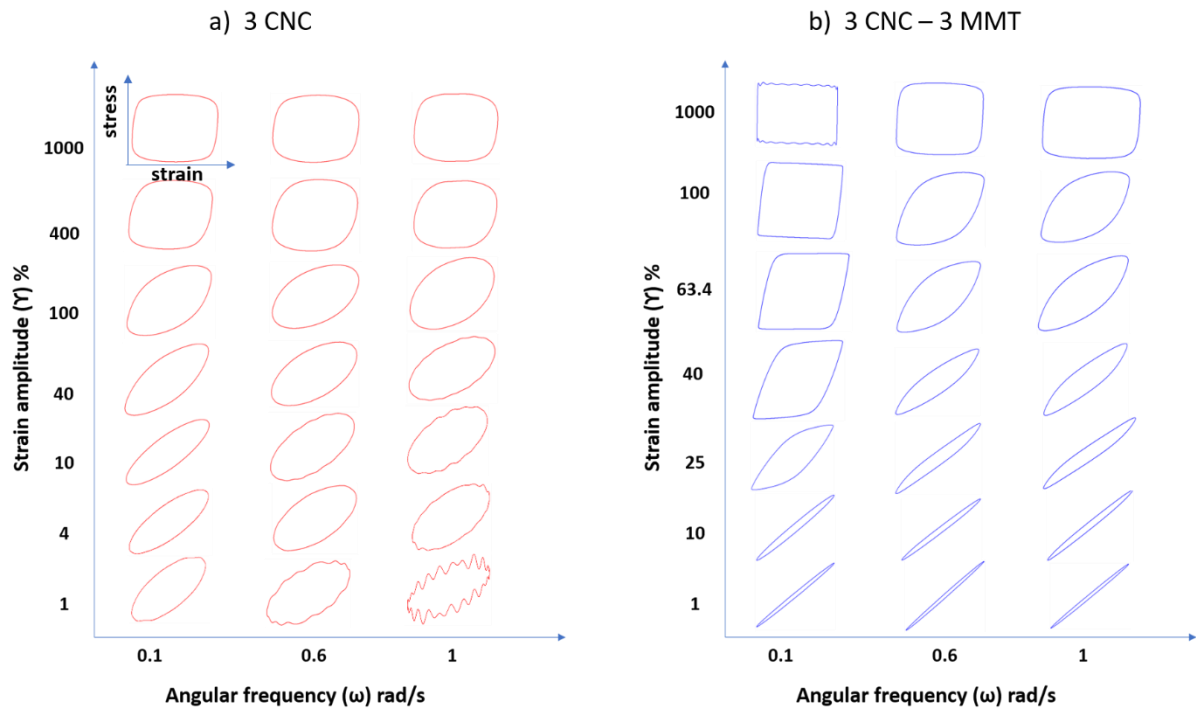 a) 3 CNC
stress
strain
1000
400
100
40
10
4
1
Strain amplitude (ϒ) %
0.1 0.6 1
Angular frequency (ω) rad/s
b) 3 CNC – 3 MMT
1000
100
63.4
40
25
10
1
Strain amplitude (ϒ) %
0.1 0.6 1
Angular frequency (ω) rad/s